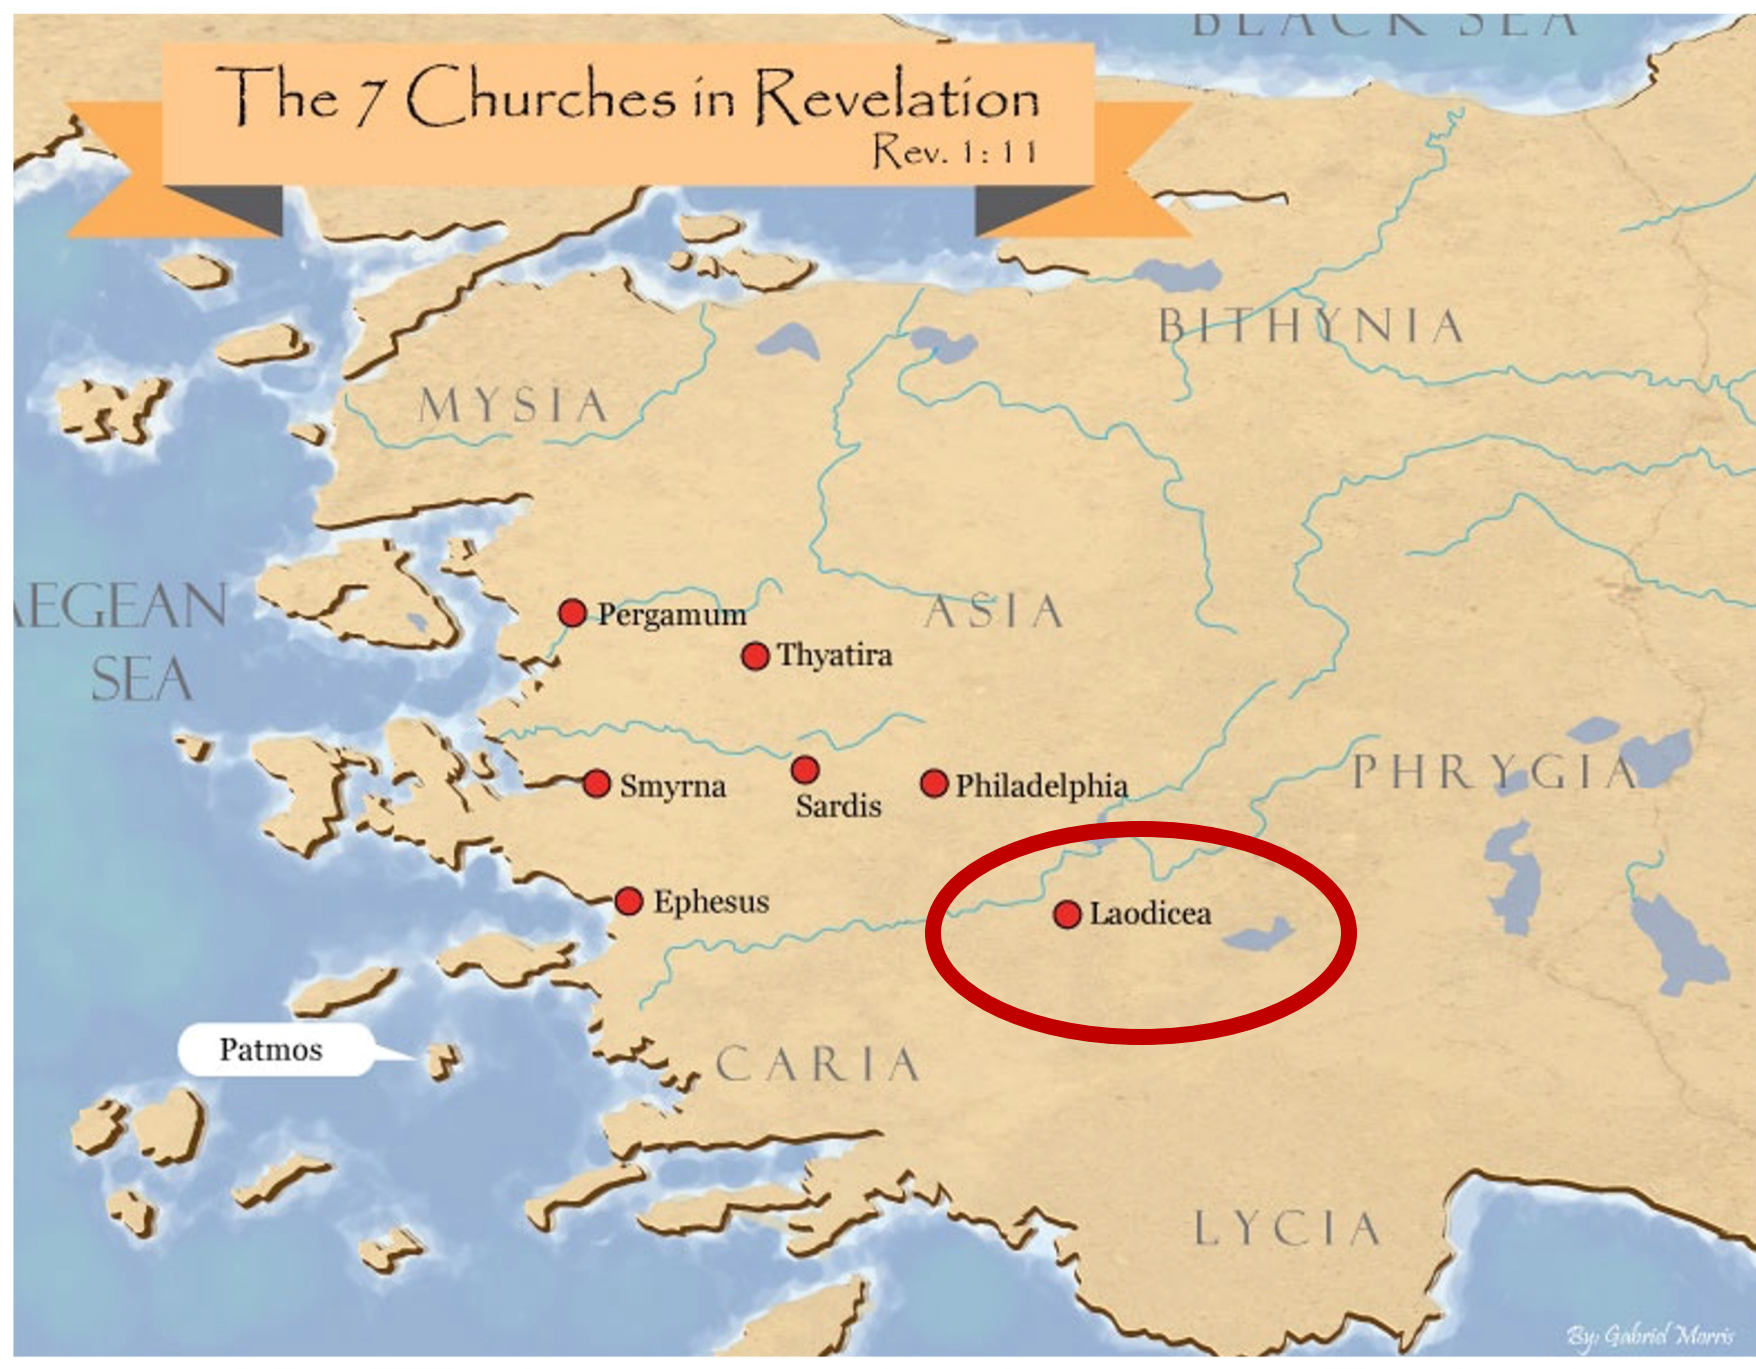 BLACK SEA
The 7 Churches in Revelation
Rev. 1:11
BITHYNIA
MYSIA
AEGEAN
SEA
ASIA
Pergamum
Thyatira
PHRYGIA
Smyrna
Sardis
Philadelphia
Ephesus
Laodicea
Patmos
CARIA
LYCIA
By: Gabriel Morris